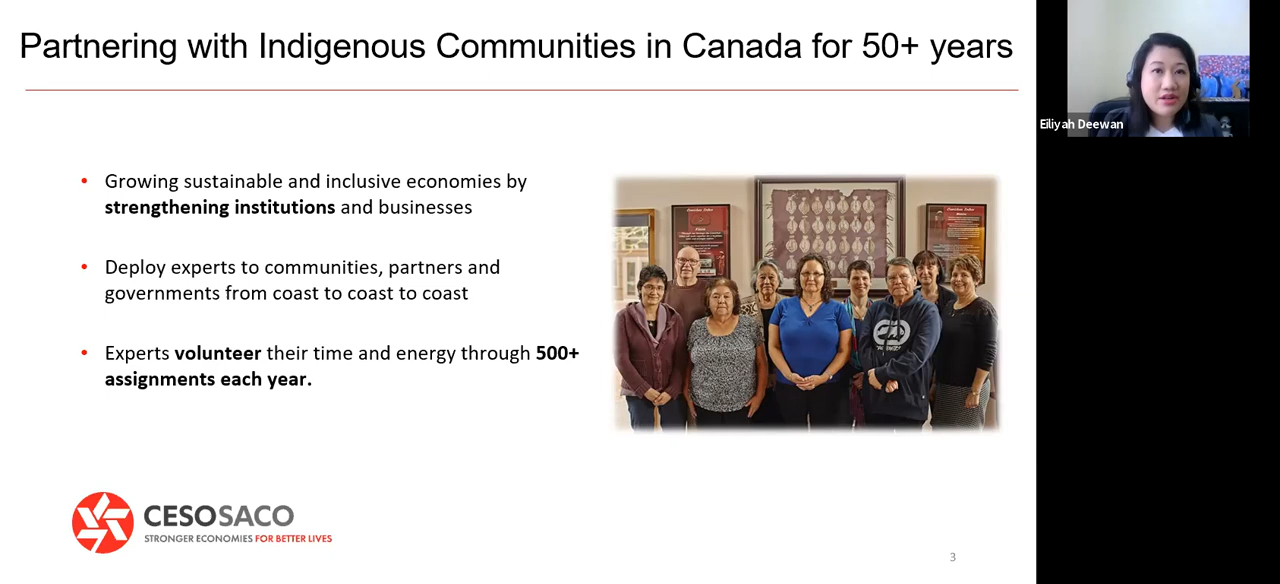 Partnering with Indigenous Communities in Canada for 50+ years
Eiliyah Deewan
• Growing sustainable and inclusive economies by
strengthening institutions and businesses
• Deploy experts to communities, partners and
governments from coast to coast to coast
• Experts volunteer their time and energy through 500+
assignments each year.
CESOSACO
STRONGER ECONOMIES FOR BETTER LIVES
3